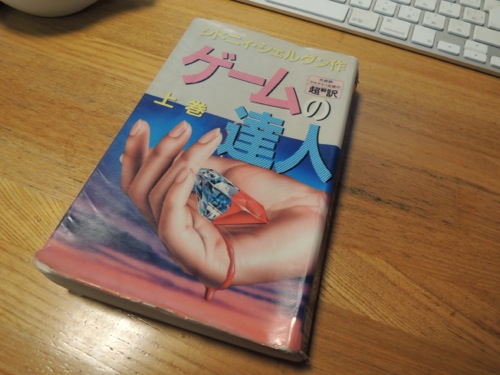 シドニィ・シェルダン作
ゲームの
達人
上巻
超訳